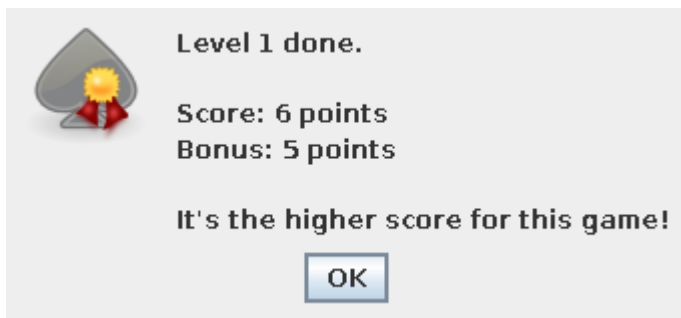 Level 1 done.
Score: 6 points
Bonus: 5 points
It's the higher score for this game!
OK